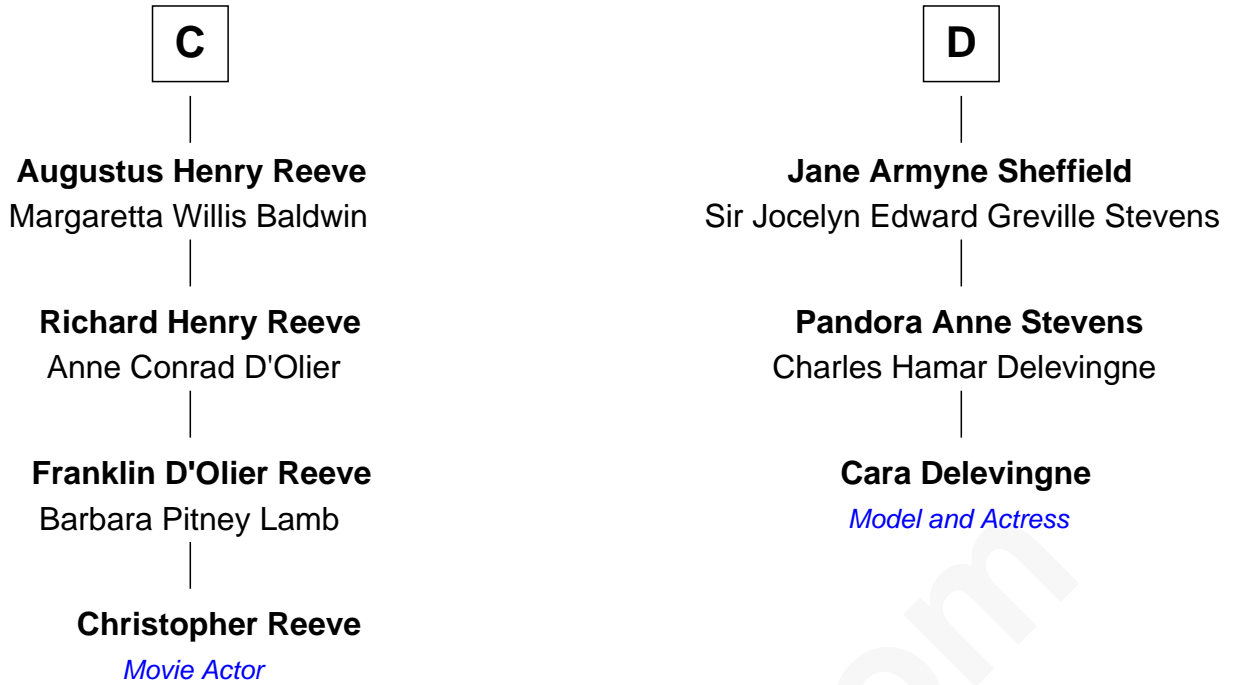 C
Augustus Henry Reeve
Margaretta Willis Baldwin
Richard Henry Reeve
Anne Conrad D'Olier
Franklin D'Olier Reeve
Barbara Pitney Lamb
Christopher Reeve
Movie Actor
D
Jane Armyne Sheffield
Sir Jocelyn Edward Greville Stevens
Pandora Anne Stevens
Charles Hamar Delevingne
Cara Delevingne
Model and Actress
om